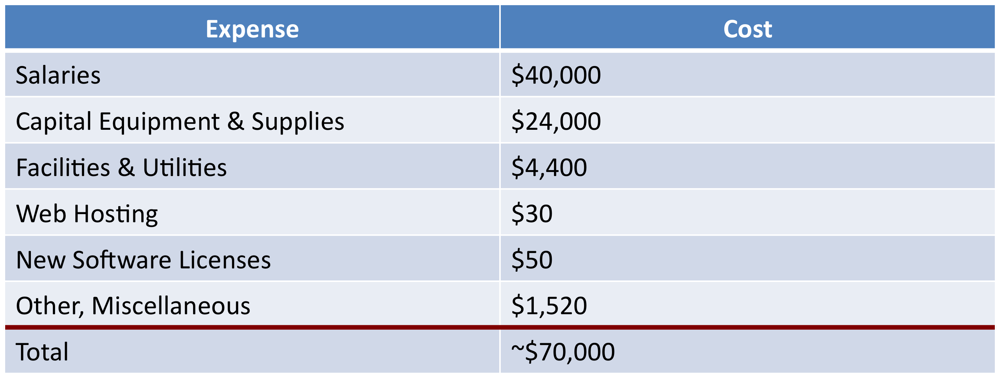 Expense Cost
Salaries $40,000
Capital Equipment & Supplies $24,000
Facilities & Utilities $4,400
Web Hosting $30
New Software Licenses $50
Other, Miscellaneous $1,520
Total ~$70,000